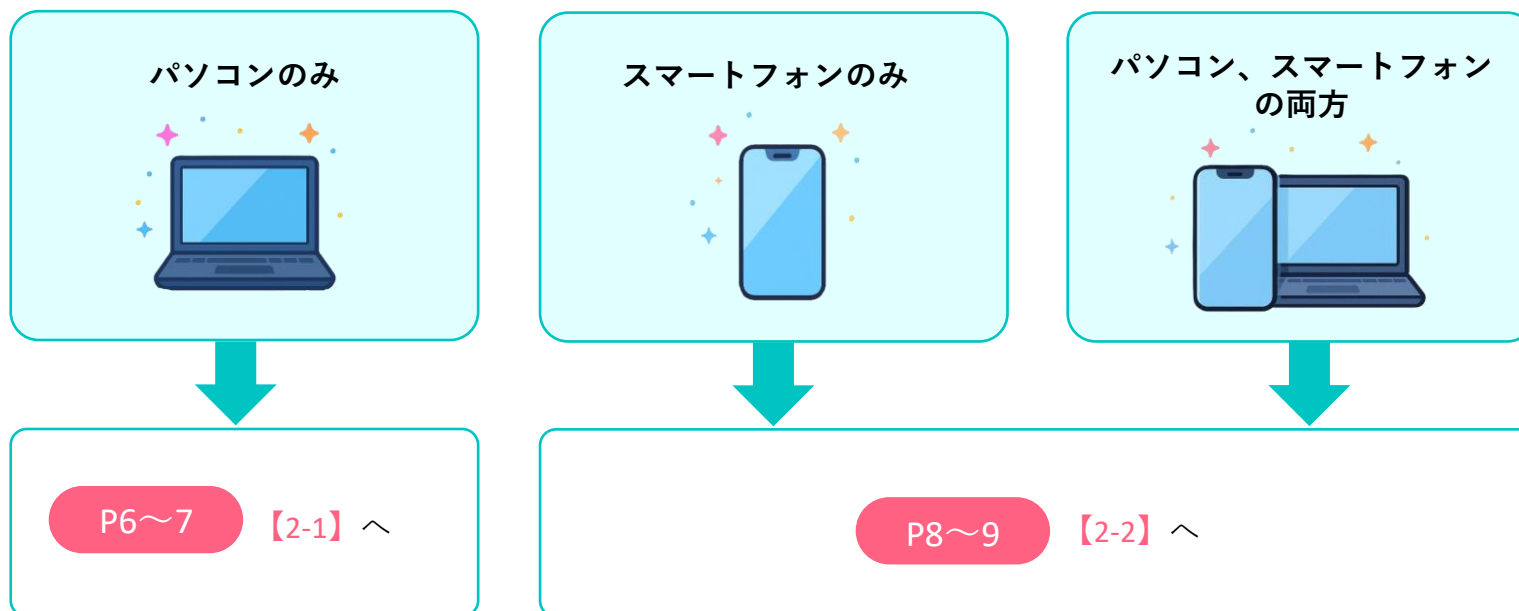 パソコンのみ
スマートフォンのみ
パソコン、スマートフォン
の両方
P6～7 【2-1】 へ
P8～9 【2-2】 へ